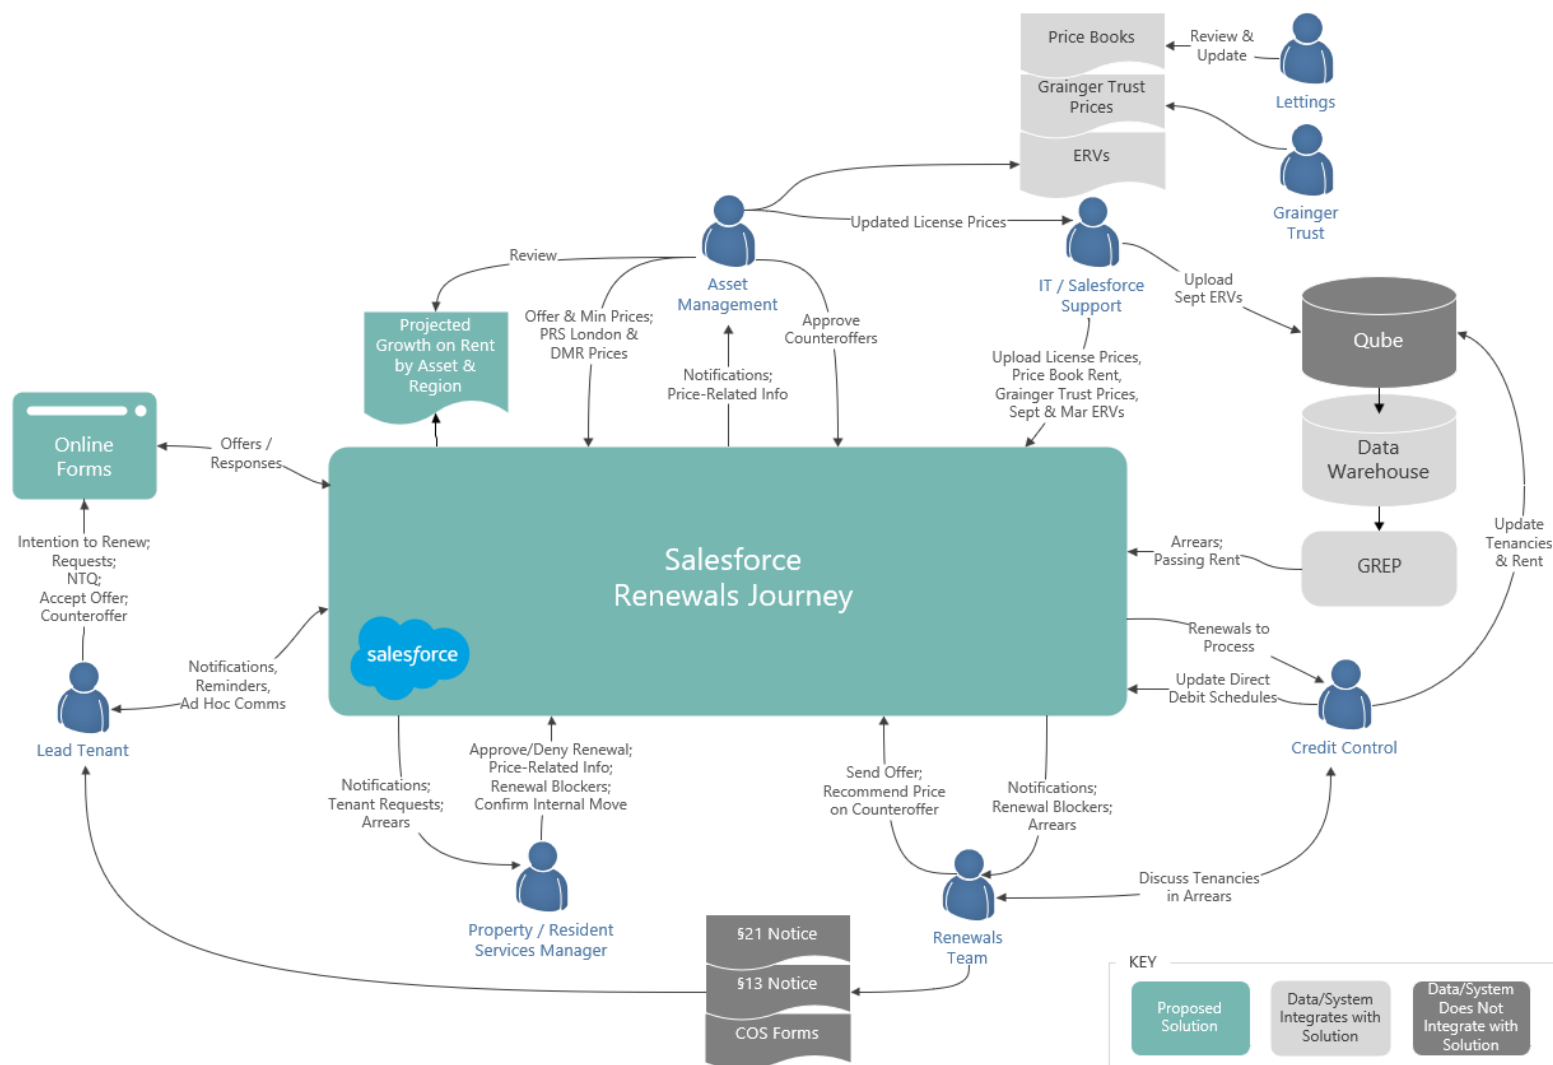 Price Books
Grainger Trust
Prices
ERVs
Review &
Update
Lettings
Grainger
Trust
Updated License Prices
Asset
Management
IT / Salesforce
Support
Review
Upload
Sept ERVs
Qube
Data
Warehouse
GREP
Projected
Growth on Rent
by Asset &
Region
Offer & Min Prices;
PRS London &
DMR Prices
Notifications;
Price-Related Info
Approve
Counteroffers
Upload License Prices,
Price Book Rent,
Grainger Trust Prices,
Sept & Mar ERVs
Online
Forms
Offers /
Responses
Intention to Renew;
Requests;
NTQ;
Accept Offer;
Counteroffer
Salesforce
Renewals Journey
salesforce
Arrears;
Passing Rent
Update
Tenancies
& Rent
Renewals to
Process
Update Direct
Debit Schedules
Credit Control
Notifications,
Reminders,
Ad Hoc Comms
Lead Tenant
Notifications;
Tenant Requests;
Arrears
Approve/Deny Renewal;
Price-Related Info;
Renewal Blockers;
Confirm Internal Move
Send Offer;
Recommend Price
on Counteroffer
Notifications;
Renewal Blockers;
Arrears
Discuss Tenancies
in Arrears
Property / Resident
Services Manager
Renewals
Team
§21 Notice
§13 Notice
COS Forms
KEY
Proposed
Solution
Data/System
Integrates with
Solution
Data/System
Does Not
Integrate with
Solution